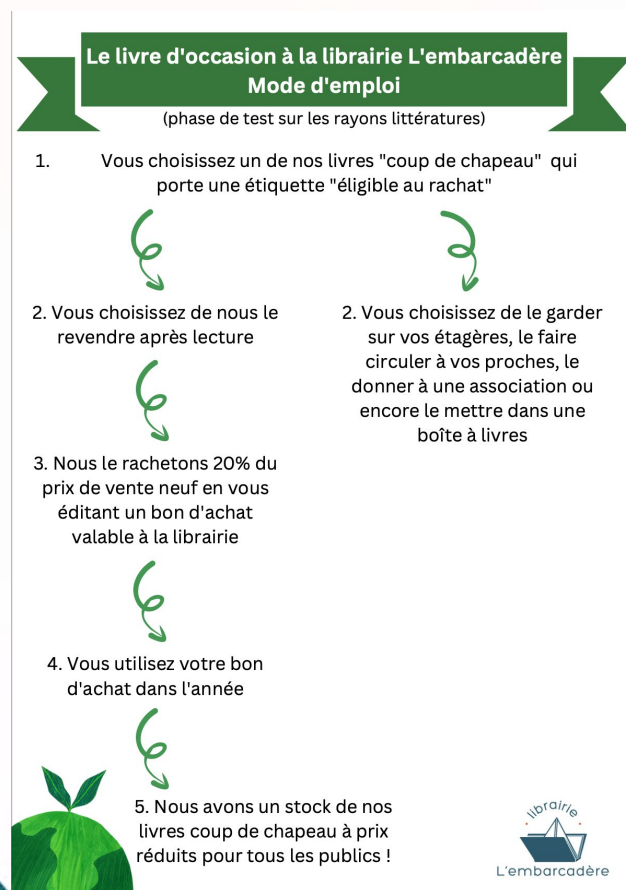 Le livre d'occasion à la librairie L'embarcadère
Mode d'emploi
(phase de test sur les rayons littératures)
1. Vous choisissez un de nos livres "coup de chapeau" qui
porte une étiquette "éligible au rachat"
2. Vous choisissez de nous le
revendre après lecture
2. Vous choisissez de le garder
sur vos étagères, le faire
circuler à vos proches, le
donner à une association ou
encore le mettre dans une
boîte à livres
3. Nous le rachetons 20% du
prix de vente neuf en vous
éditant un bon d'achat
valable à la librairie
4. Vous utilisez votre bon
d'achat dans l'année
5. Nous avons un stock de nos
livres coup de chapeau à prix
réduits pour tous les publics !
librairie
L'embarcadère